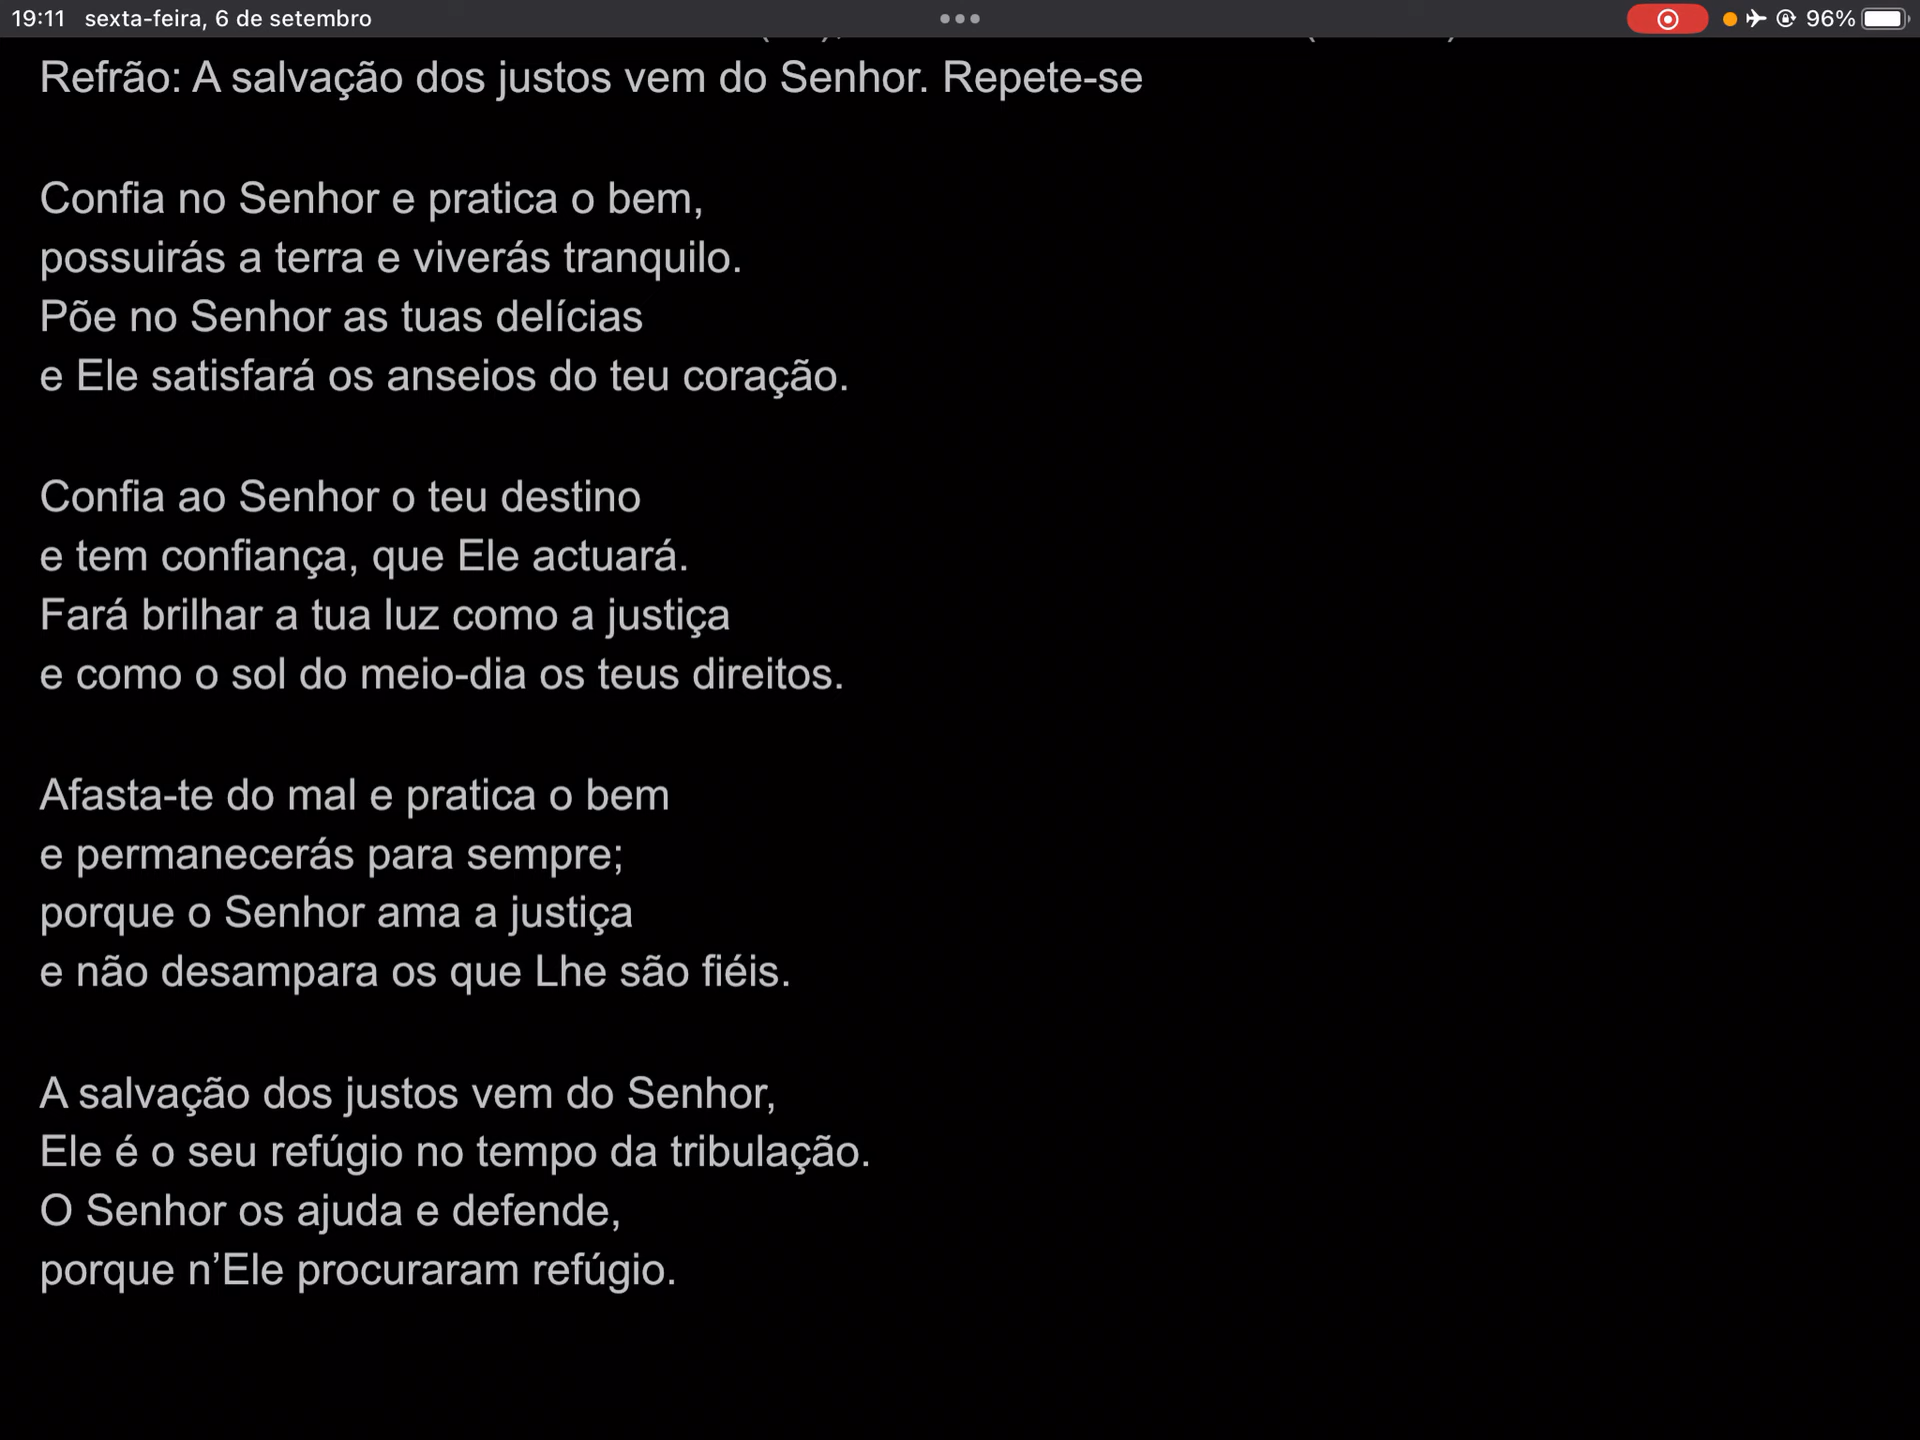 19:11 sexta-feira, 6 de setembro
96%
Refrão: A salvação dos justos vem do Senhor. Repete-se
Confia no Senhor e pratica o bem,
possuirás a terra e viverás tranquilo.
Põe no Senhor as tuas delícias
e Ele satisfará os anseios do teu coração.
Confia ao Senhor o teu destino
e tem confiança, que Ele actuará.
Fará brilhar a tua luz como a justiça
e como o sol do meio-dia os teus direitos.
Afasta-te do mal e pratica o bem
e permanecerás para sempre;
porque o Senhor ama a justiça
e não desampara os que Lhe são fiéis.
A salvação dos justos vem do Senhor,
Ele é o seu refúgio no tempo da tribulação.
O Senhor os ajuda e defende,
porque n’Ele procuraram refúgio.